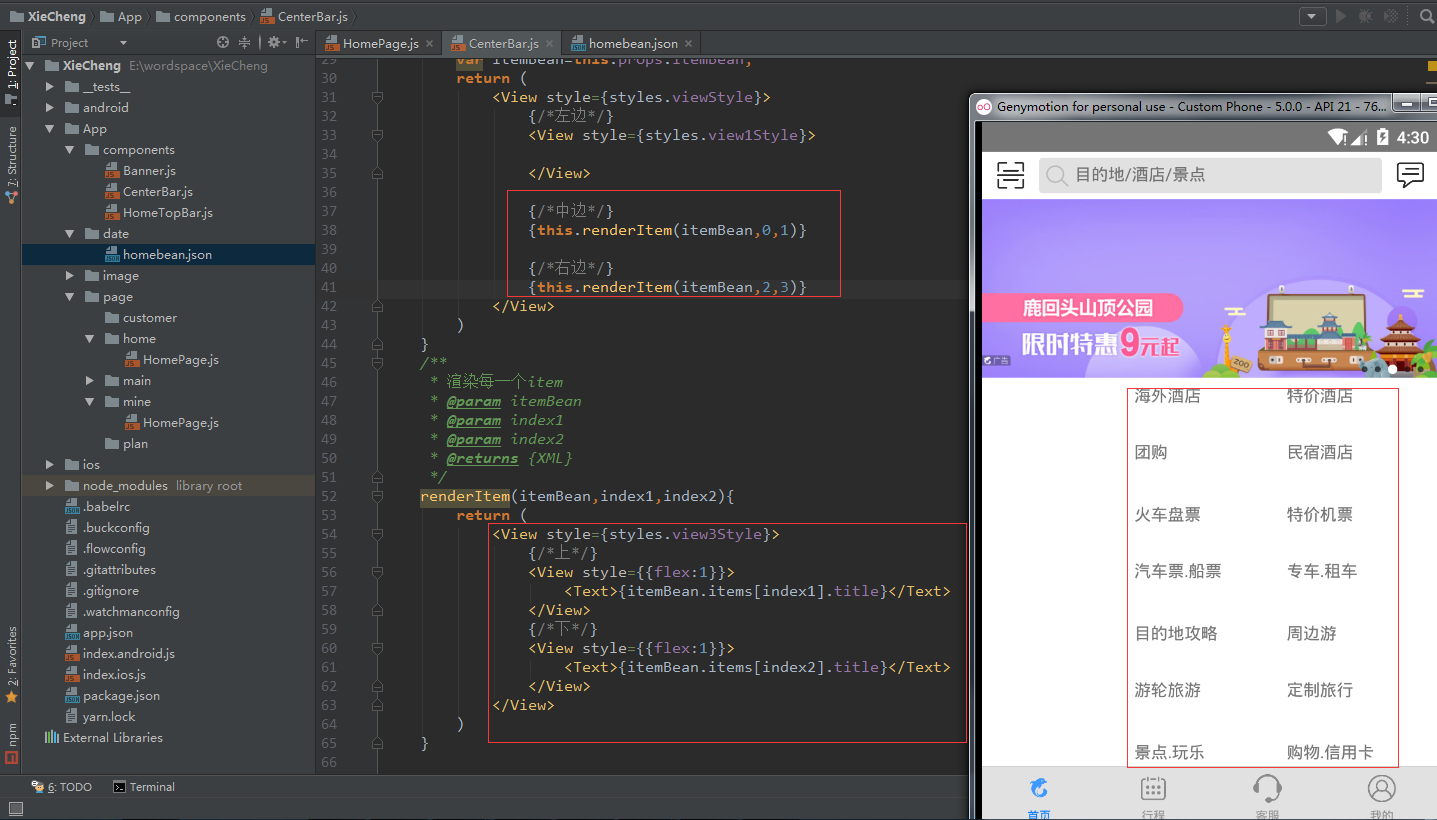 XieCheng
App
components
CenterBar.js
Project
HomePage.js
CenterBar.js
homebean.json
1: Project
7: Structure
2: Favorites
npm
XieCheng E:\wordspace\XieCheng
__tests__
android
App
components
Banner.js
CenterBar.js
HomeTopBar.js
date
homebean.json
image
page
customer
home
HomePage.js
main
mine
HomePage.js
plan
ios
node_modules library root
.babelrc
.buckconfig
.flowconfig
.gitattributes
.gitignore
.watchmanconfig
app.json
index.android.js
index.ios.js
package.json
yarn.lock
External Libraries
29 var itemBean=this.props.itemBean;
30 return (
31 <View style={styles.viewStyle}>
32 {/*左边*/}
33 <View style={styles.view1Style}>
34
35 </View>
36
37 {/*中边*/}
38 {this.renderItem(itemBean,0,1)}
39
40 {/*右边*/}
41 {this.renderItem(itemBean,2,3)}
42 </View>
43 )
44 }
45 /**
46 * 渲染每一个item
47 * @param itemBean
48 * @param index1
49 * @param index2
50 * @returns {XML}
51 */
52 renderItem(itemBean,index1,index2){
53 return (
54 <View style={styles.view3Style}>
55 {/*上*/}
56 <View style={{flex:1}}>
57 <Text>{itemBean.items[index1].title}</Text>
58 </View>
59 {/*下*/}
60 <View style={{flex:1}}>
61 <Text>{itemBean.items[index2].title}</Text>
62 </View>
63 </View>
64 )
65 }
66
6: TODO
Terminal
Genymotion for personal use - Custom Phone - 5.0.0 - API 21 - 76...
4:30
目的地/酒店/景点
鹿回头山顶公园
限时特惠9元起
广告
ZOO
海外酒店 特价酒店
团购 民宿酒店
火车盘票 特价机票
汽车票.船票 专车.租车
目的地攻略 周边游
游轮旅游 定制旅行
景点.玩乐 购物.信用卡
首页 行程 客服 我的